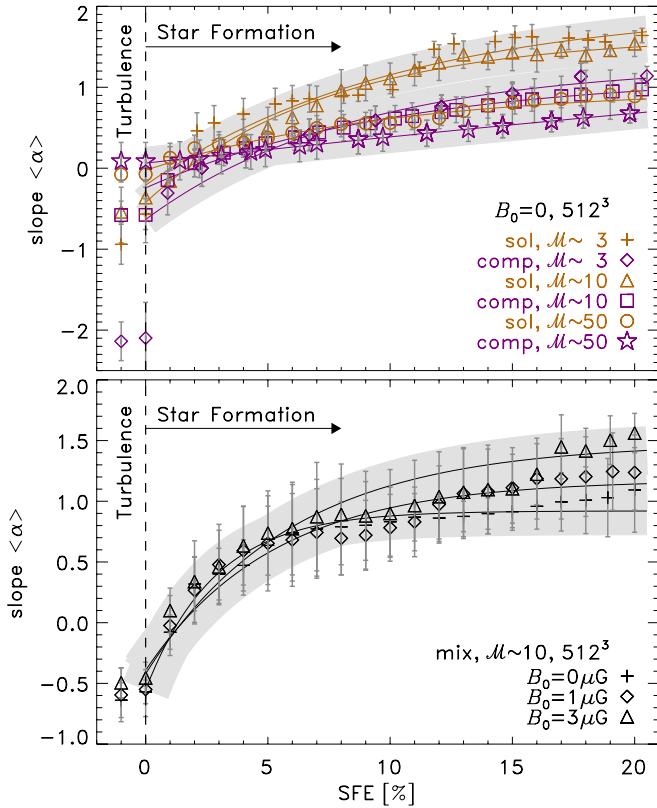 2
1
0
-1
-2
slope <α>
Turbulence
Star Formation
B₀=0, 512³
sol, ℳ~ 3
comp, ℳ~ 3
sol, ℳ~10
comp, ℳ~10
sol, ℳ~50
comp, ℳ~50
2.0
1.5
1.0
0.5
0.0
-0.5
-1.0
slope <α>
Turbulence
Star Formation
mix, ℳ~10, 512³
B₀=0μG
B₀=1μG
B₀=3μG
0 5 10 15 20
SFE [%]